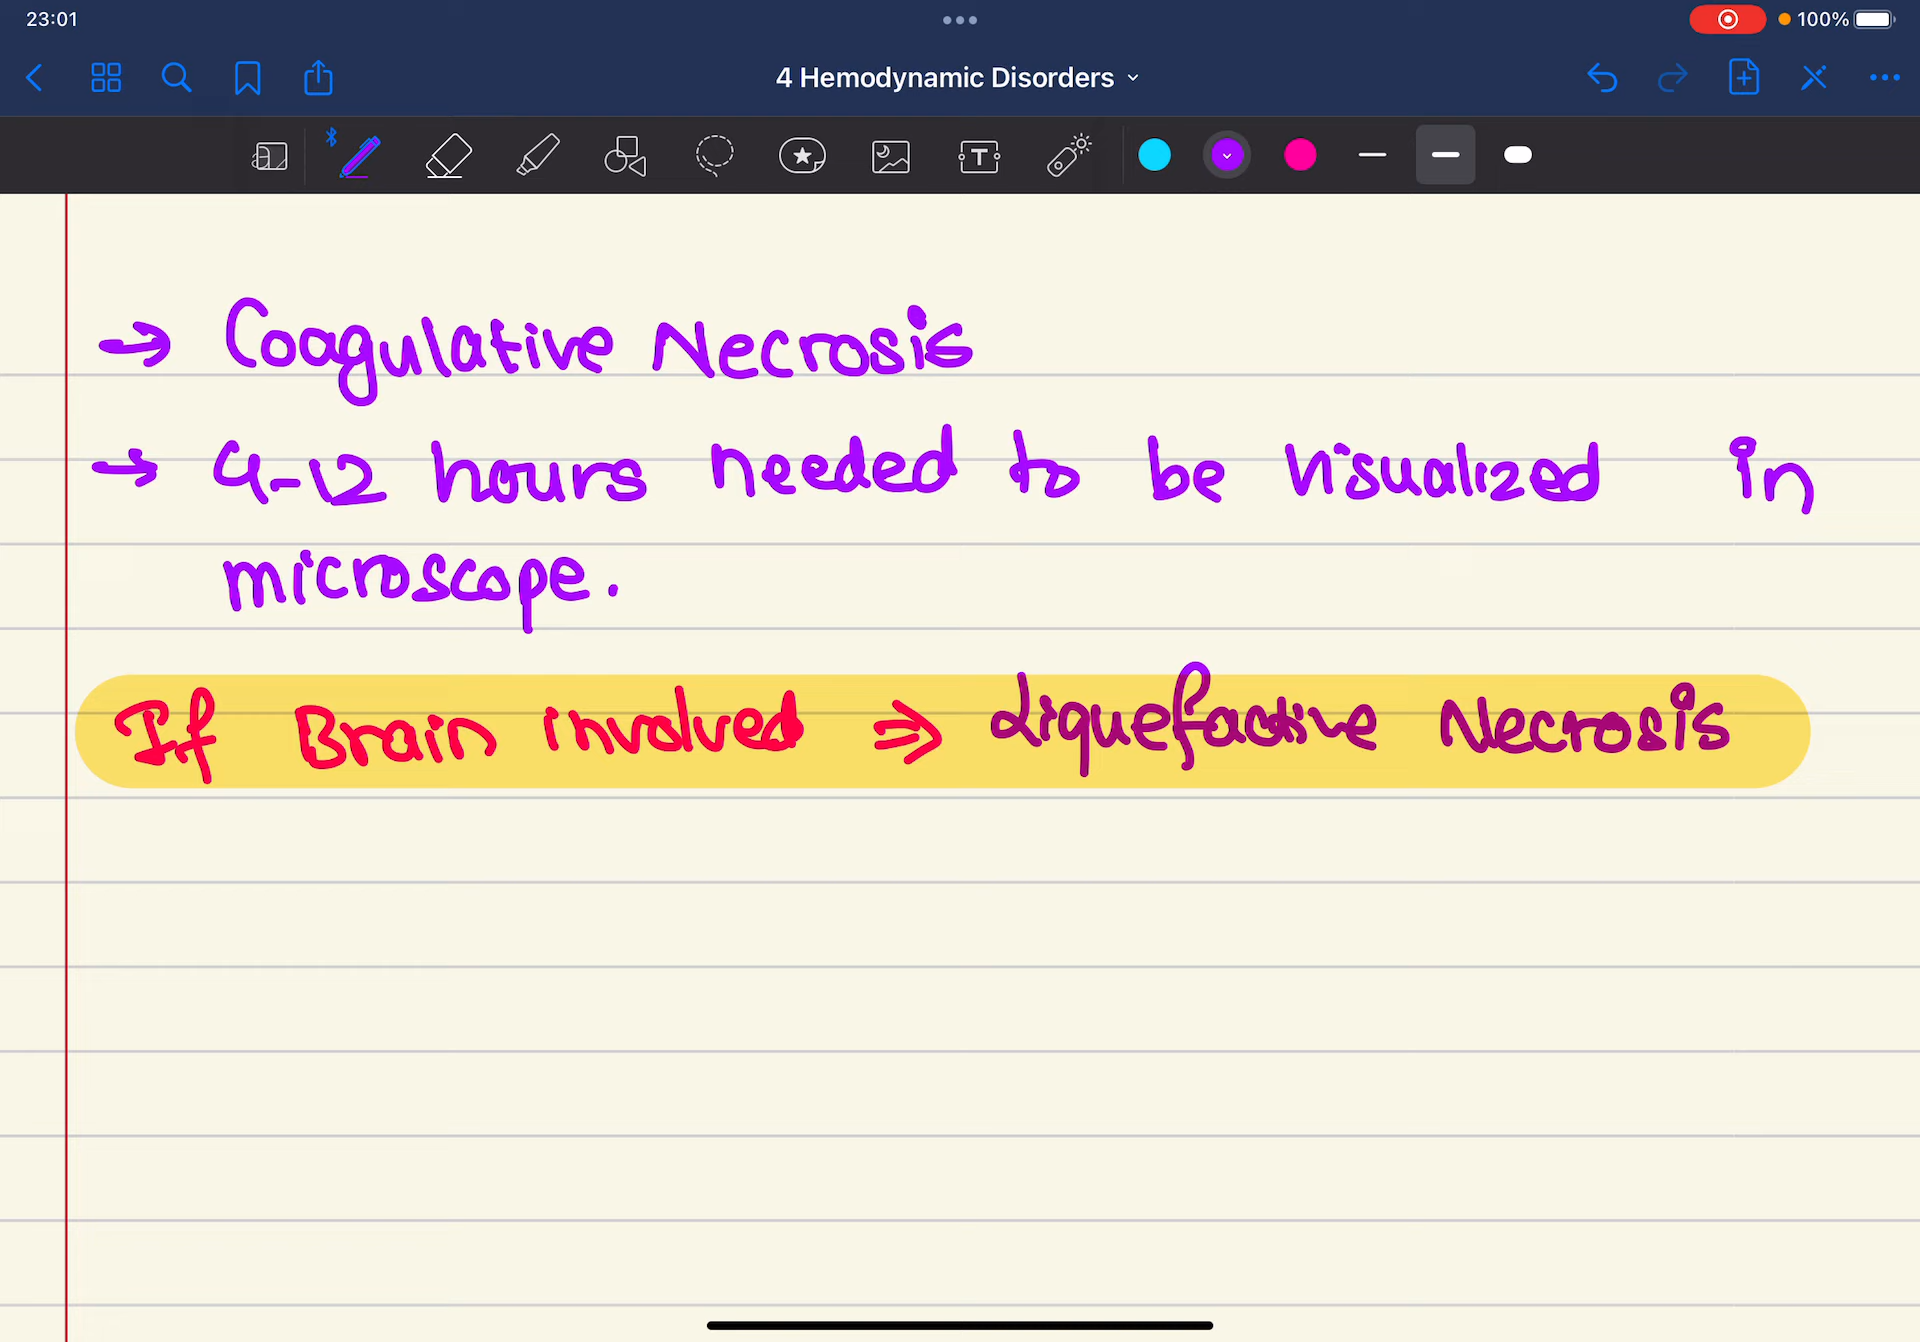 23:01
100%
4 Hemodynamic Disorders
→ Coagulative Necrosis
→ 4-12 hours needed to be visualized in
microscope.
If Brain involved ⇒ Liquefactive Necrosis